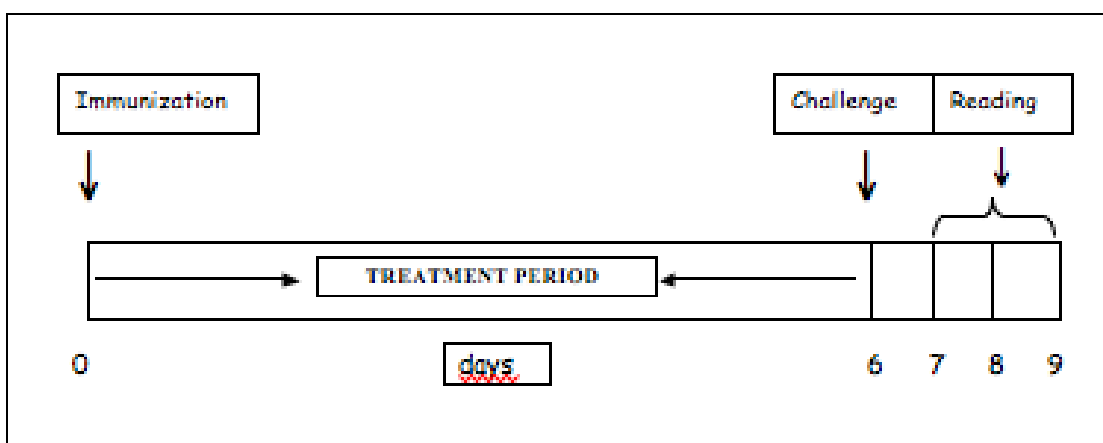 Immunization
Challenge Reading
TREATMENT PERIOD
0 days 6 7 8 9